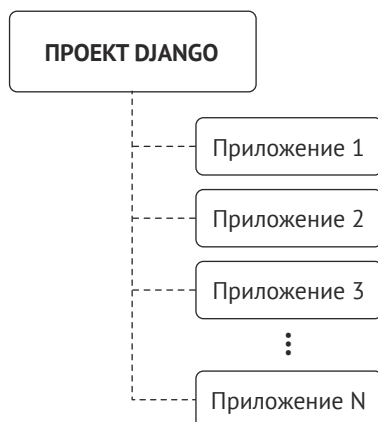 ПРОЕКТ DJANGO
Приложение 1
Приложение 2
Приложение 3
Приложение N